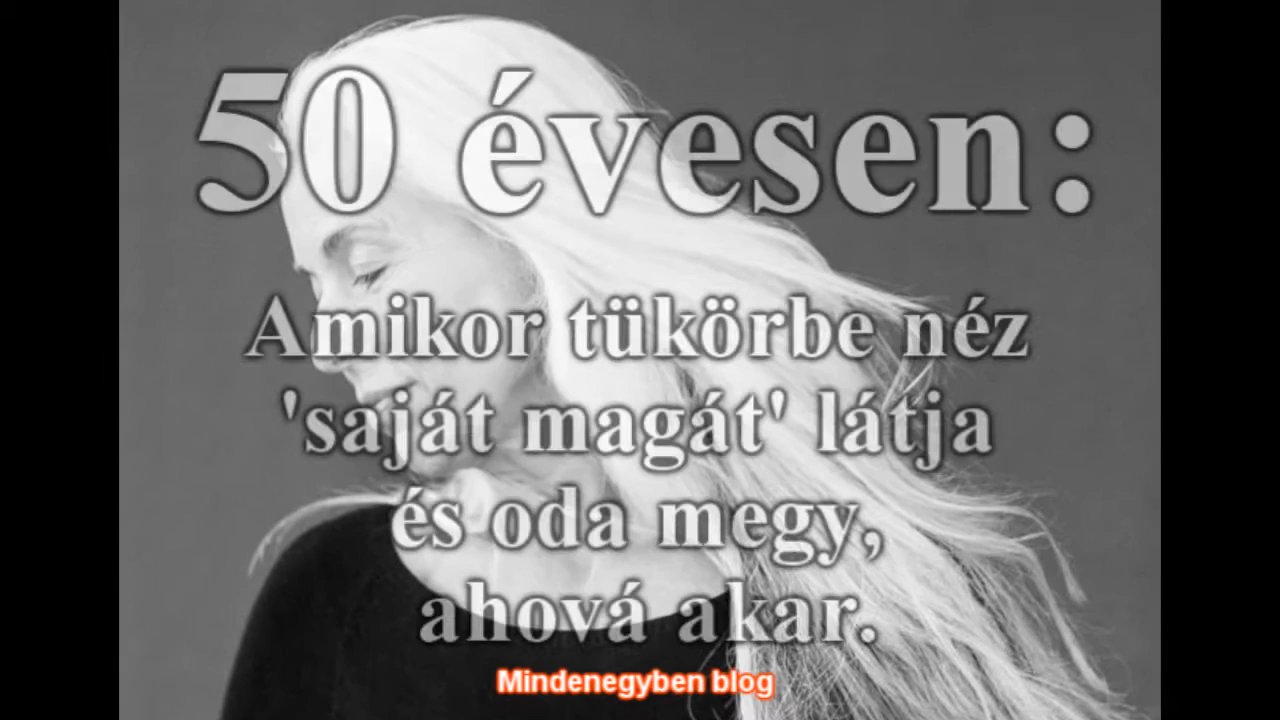 50 évesen:
Amikor tükörbe néz
'saját magát' látja
és oda megy,
ahová akar.
Mindenegyben blog